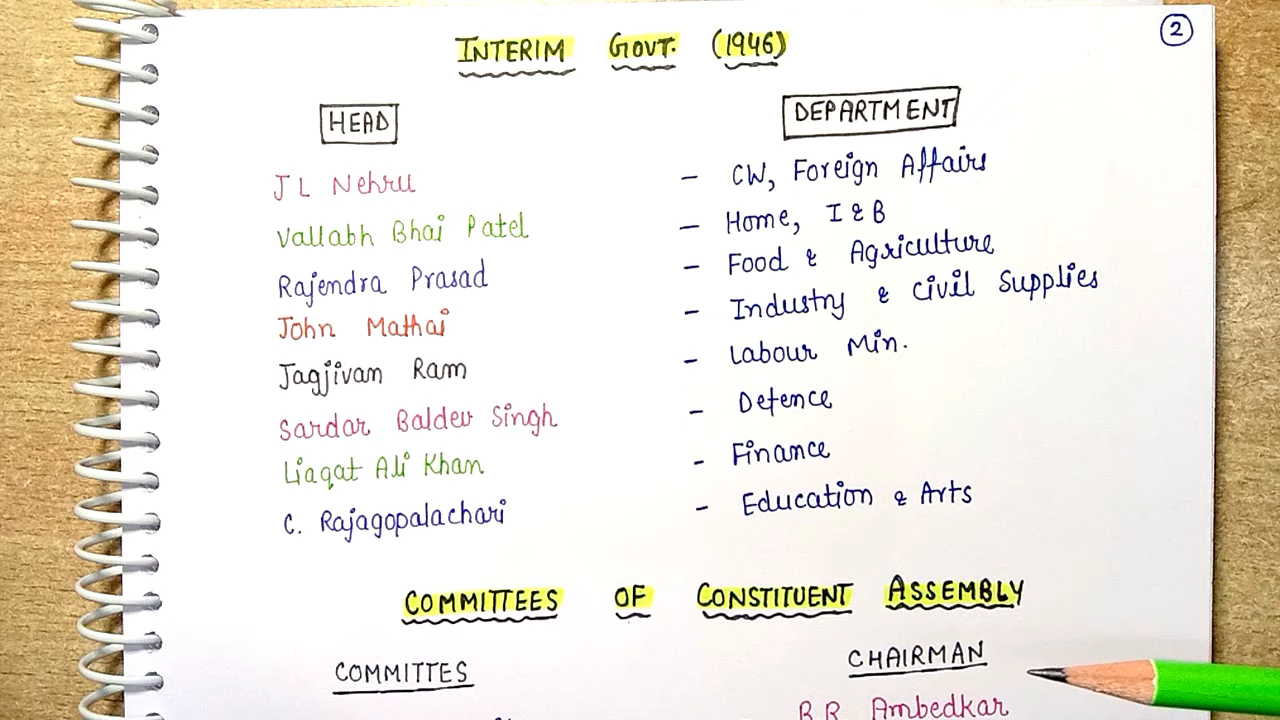 2
INTERIM GOVT. (1946)
HEAD DEPARTMENT
J L Nehru - CW, Foreign Affairs
Vallabh Bhai Patel - Home, I & B
Rajendra Prasad - Food & Agriculture
John Mathai - Industry & Civil Supplies
Jagjivan Ram - Labour Min.
Sardar Baldev Singh - Defence
Liaqat Ali Khan - Finance
C. Rajagopalachari - Education & Arts
COMMITTEES OF CONSTITUENT ASSEMBLY
COMMITTES CHAIRMAN
B R Ambedkar